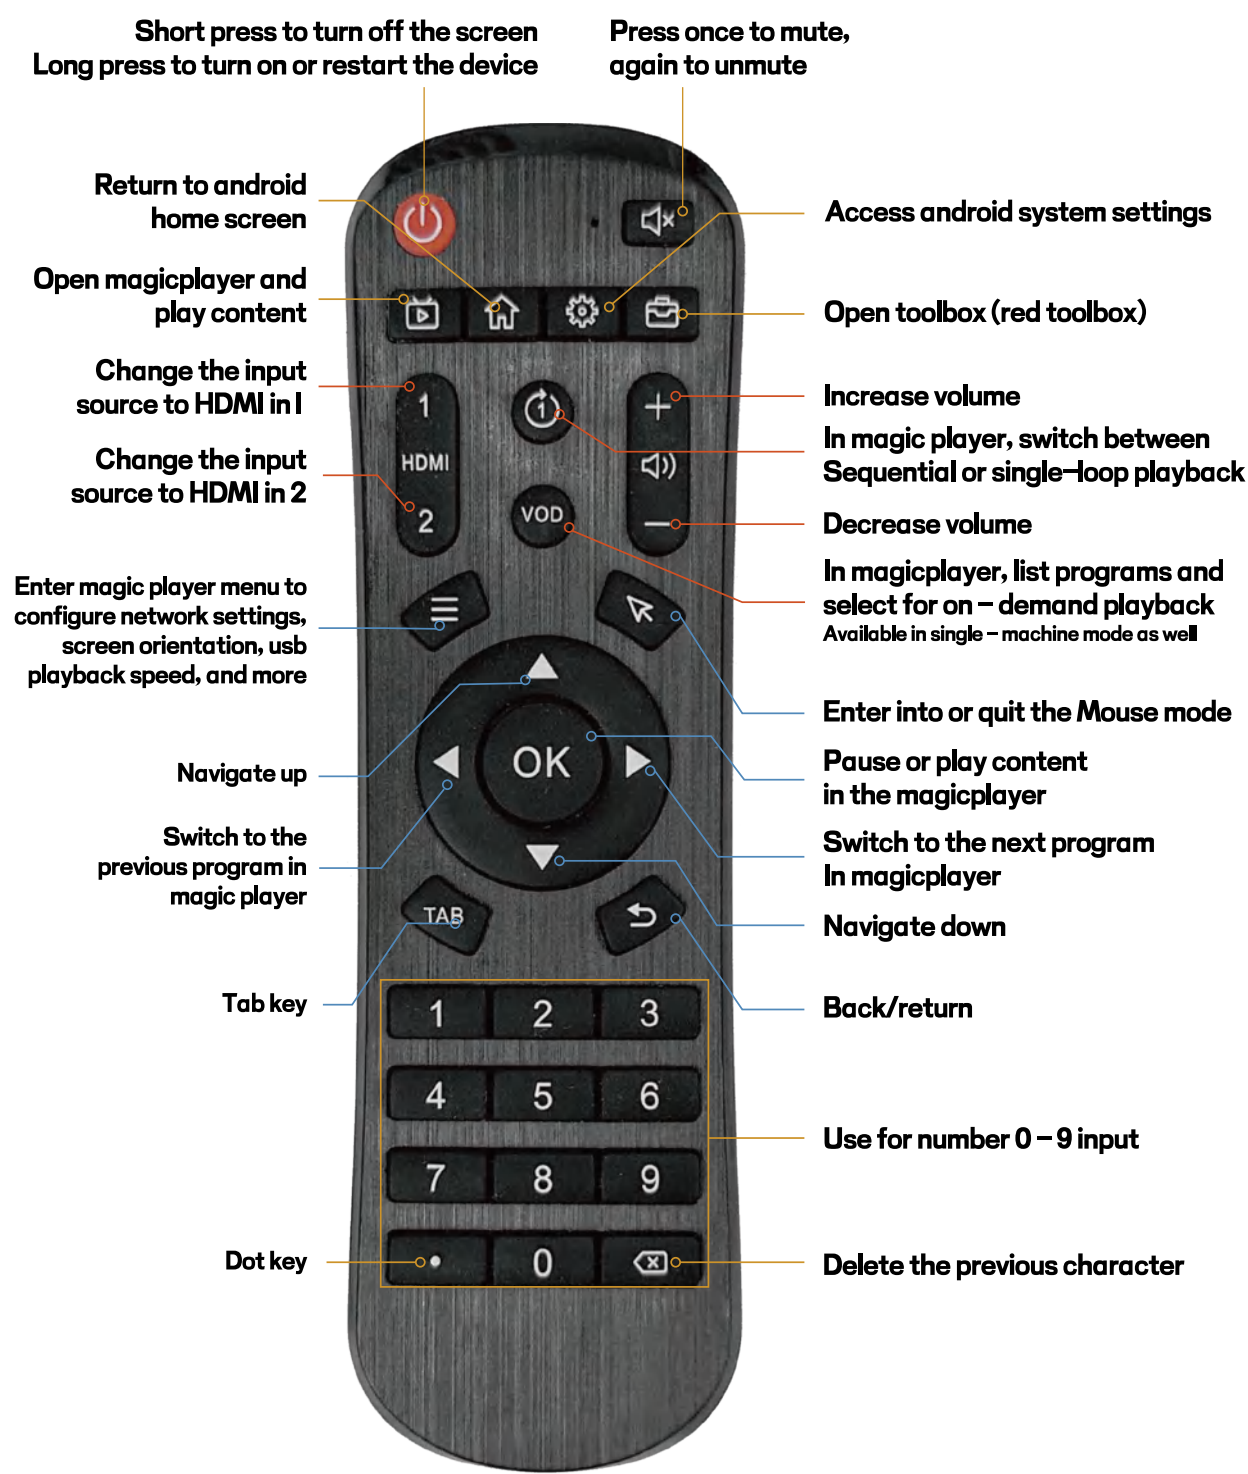 Short press to turn off the screen
Long press to turn on or restart the device
Press once to mute,
again to unmute
Return to android
home screen
Access android system settings
Open magicplayer and
play content
Open toolbox (red toolbox)
Change the input
source to HDMI in 1
1
HDMI
2
1
Increase volume
In magic player, switch between
Sequential or single-loop playback
Change the input
source to HDMI in 2
VOD
Decrease volume
In magicplayer, list programs and
select for on - demand playback
Available in single - machine mode as well
Enter magic player menu to
configure network settings,
screen orientation, usb
playback speed, and more
Enter into or quit the Mouse mode
OK
Navigate up
Pause or play content
in the magicplayer
Switch to the
previous program in
magic player
Switch to the next program
In magicplayer
TAB
Navigate down
Tab key
Back/return
1 2 3
4 5 6
7 8 9
Use for number 0 - 9 input
Dot key
• 0
Delete the previous character